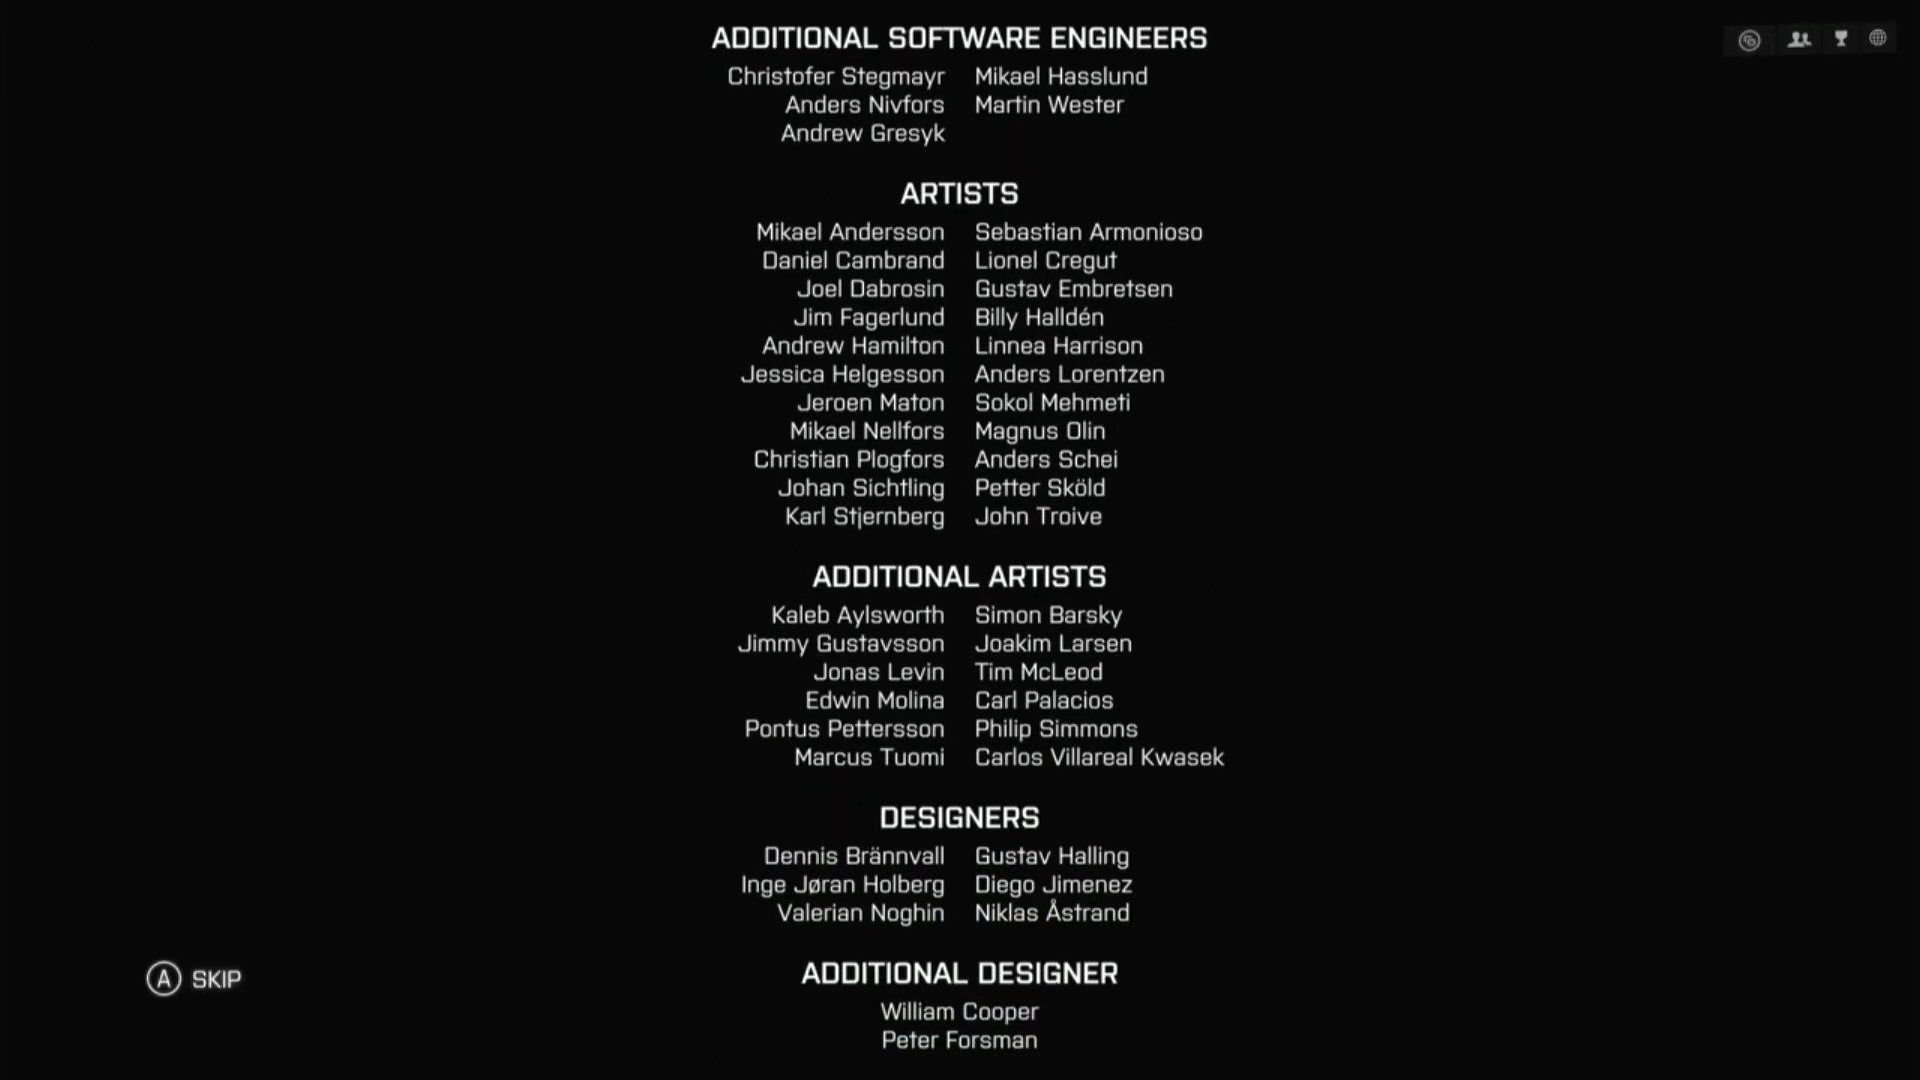 ADDITIONAL SOFTWARE ENGINEERS
Christofer Stegmayr Mikael Hasslund
Anders Nivfors Martin Wester
Andrew Gresyk
ARTISTS
Mikael Andersson Sebastian Armonioso
Daniel Cambrand Lionel Cregut
Joel Dabrosin Gustav Embretsen
Jim Fagerlund Billy Halldén
Andrew Hamilton Linnea Harrison
Jessica Helgesson Anders Lorentzen
Jeroen Maton Sokol Mehmeti
Mikael Nellfors Magnus Olin
Christian Plogfors Anders Schei
Johan Sichtling Petter Sköld
Karl Stjernberg John Troive
ADDITIONAL ARTISTS
Kaleb Aylsworth Simon Barsky
Jimmy Gustavsson Joakim Larsen
Jonas Levin Tim McLeod
Edwin Molina Carl Palacios
Pontus Pettersson Philip Simmons
Marcus Tuomi Carlos Villareal Kwasek
DESIGNERS
Dennis Brännvall Gustav Halling
Inge Jøran Holberg Diego Jimenez
Valerian Noghin Niklas Åstrand
ADDITIONAL DESIGNER
William Cooper
Peter Forsman
A SKIP